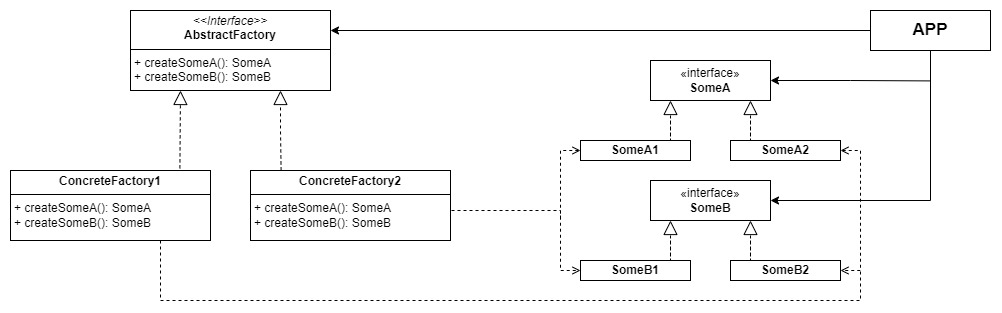 <<Interface>>
AbstractFactory
+ createSomeA(): SomeA
+ createSomeB(): SomeB
APP
«interface»
SomeA
SomeA1
SomeA2
ConcreteFactory1
+ createSomeA(): SomeA
+ createSomeB(): SomeB
ConcreteFactory2
+ createSomeA(): SomeA
+ createSomeB(): SomeB
«interface»
SomeB
SomeB1
SomeB2